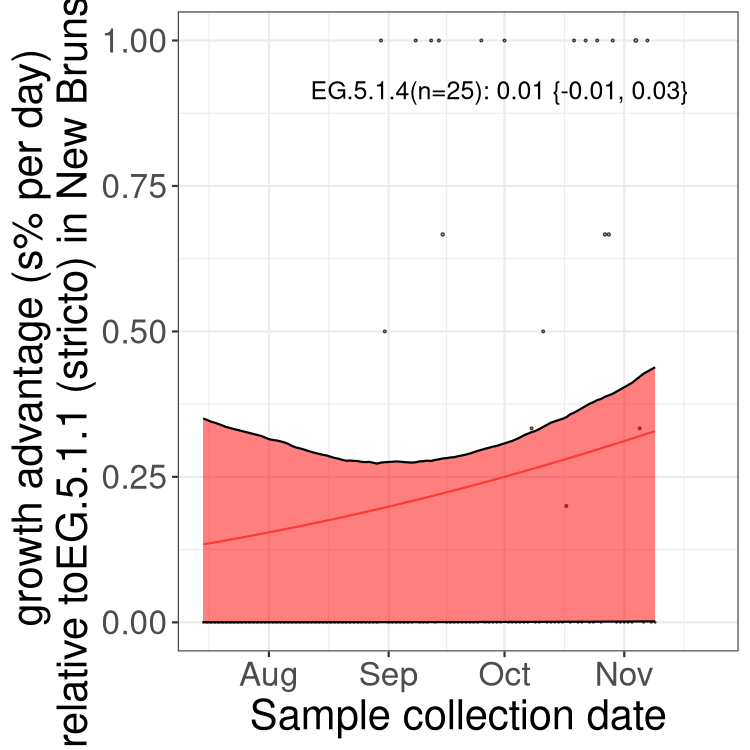 growth advantage (s% per day)
relative toEG.5.1.1 (stricto) in New Bruns
1.00
0.75
0.50
0.25
0.00
EG.5.1.4(n=25): 0.01 {-0.01, 0.03}
Aug Sep Oct Nov
Sample collection date